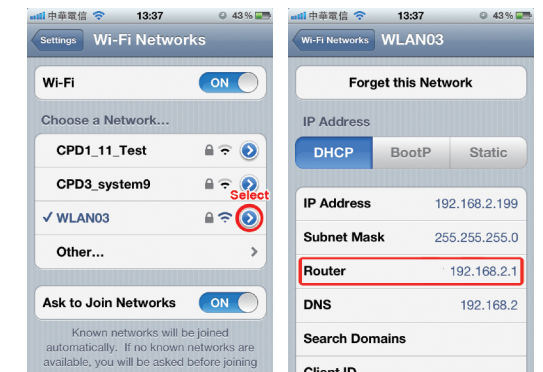 中華電信 13:37 43 %
Settings Wi-Fi Networks
Wi-Fi ON
Choose a Network...
CPD1_11_Test
CPD3_system9
Select
✓ WLAN03
Other...
Ask to Join Networks ON
Known networks will be joined
automatically. If no known networks are
available, you will be asked before joining
中華電信 13:37 43 %
Wi-Fi Networks WLAN03
Forget this Network
IP Address
DHCP BootP Static
IP Address 192.168.2.199
Subnet Mask 255.255.255.0
Router 192.168.2.1
DNS 192.168.2
Search Domains
Client ID